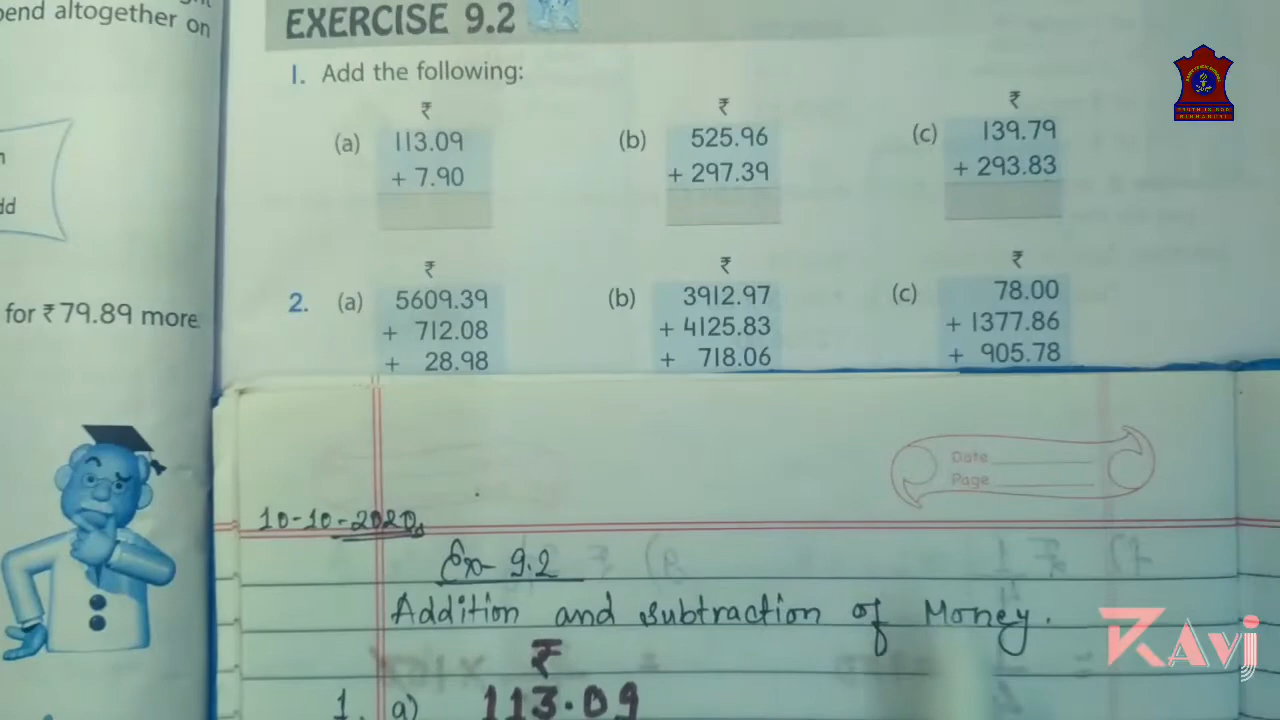 end altogether on
EXERCISE 9.2
1. Add the following:
₹ ₹ ₹
(a) 113.09 (b) 525.96 (c) 139.79
+ 7.90 + 297.39 + 293.83
for ₹79.89 more
₹ ₹ ₹
2. (a) 5609.39 (b) 3912.97 (c) 78.00
+ 712.08 + 4125.83 + 1377.86
+ 28.98 + 718.06 + 905.78
Date
Page
10-10-2020
Ex- 9.2
Addition and subtraction of Money.
₹
1. a) 113.09
RAvj